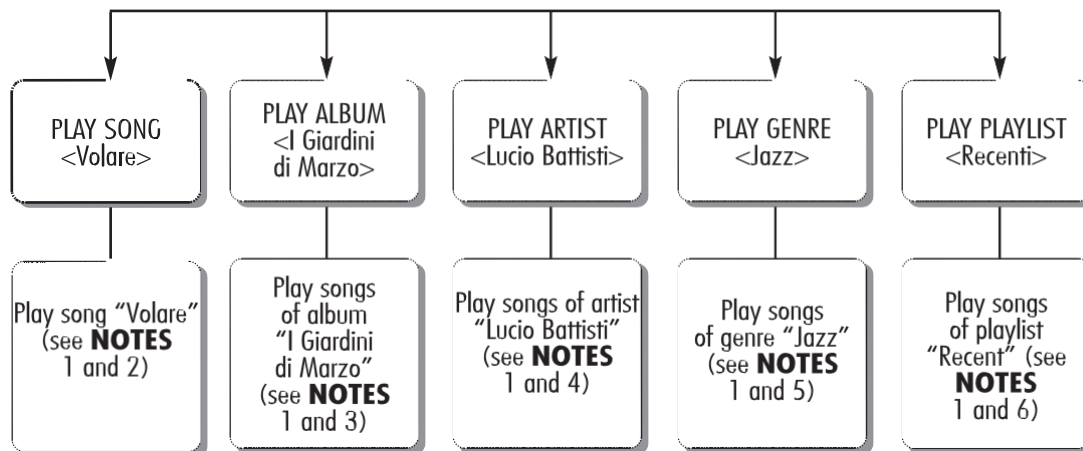 PLAY SONG
<Volare>
PLAY ALBUM
<I Giardini
di Marzo>
PLAY ARTIST
<Lucio Battisti>
PLAY GENRE
<Jazz>
PLAY PLAYLIST
<Recenti>
Play song “Volare”
(see NOTES
1 and 2)
Play songs
of album
“I Giardini
di Marzo”
(see NOTES
1 and 3)
Play songs of artist
“Lucio Battisti”
(see NOTES
1 and 4)
Play songs
of genre “Jazz”
(see NOTES
1 and 5)
Play songs
of playlist
“Recent” (see
NOTES
1 and 6)